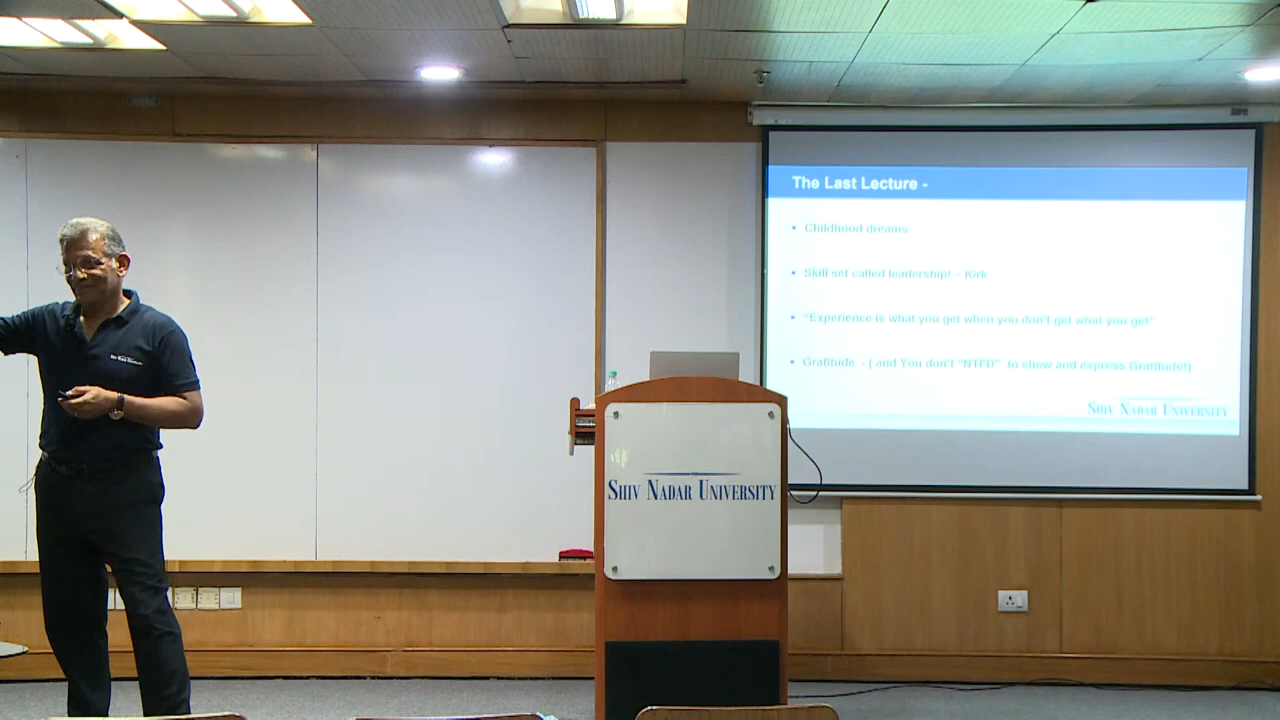 The Last Lecture -
Childhood dreams
Skill set called leadership! – Kirk
"Experience is what you get when you don't get what you get"
Gratitude - ( and You don't "NTFD" to show and express Gratitude!)
SHIV NADAR UNIVERSITY
SHIV NADAR UNIVERSITY